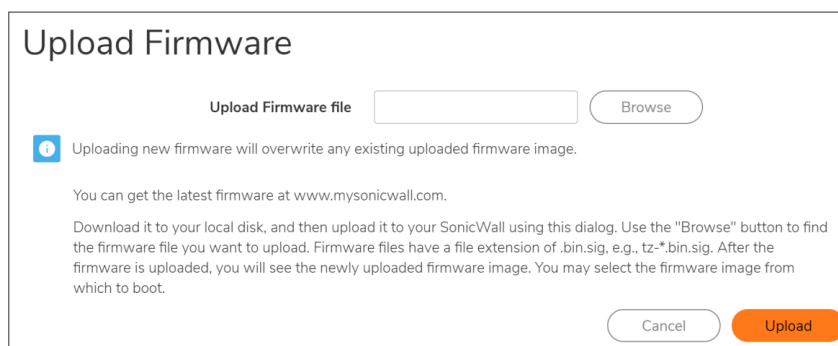 Upload Firmware
Upload Firmware file
Browse
Uploading new firmware will overwrite any existing uploaded firmware image.
You can get the latest firmware at www.mysonicwall.com.
Download it to your local disk, and then upload it to your SonicWall using this dialog. Use the "Browse" button to find
the firmware file you want to upload. Firmware files have a file extension of .bin.sig, e.g., tz-*.bin.sig. After the
firmware is uploaded, you will see the newly uploaded firmware image. You may select the firmware image from
which to boot.
Cancel
Upload